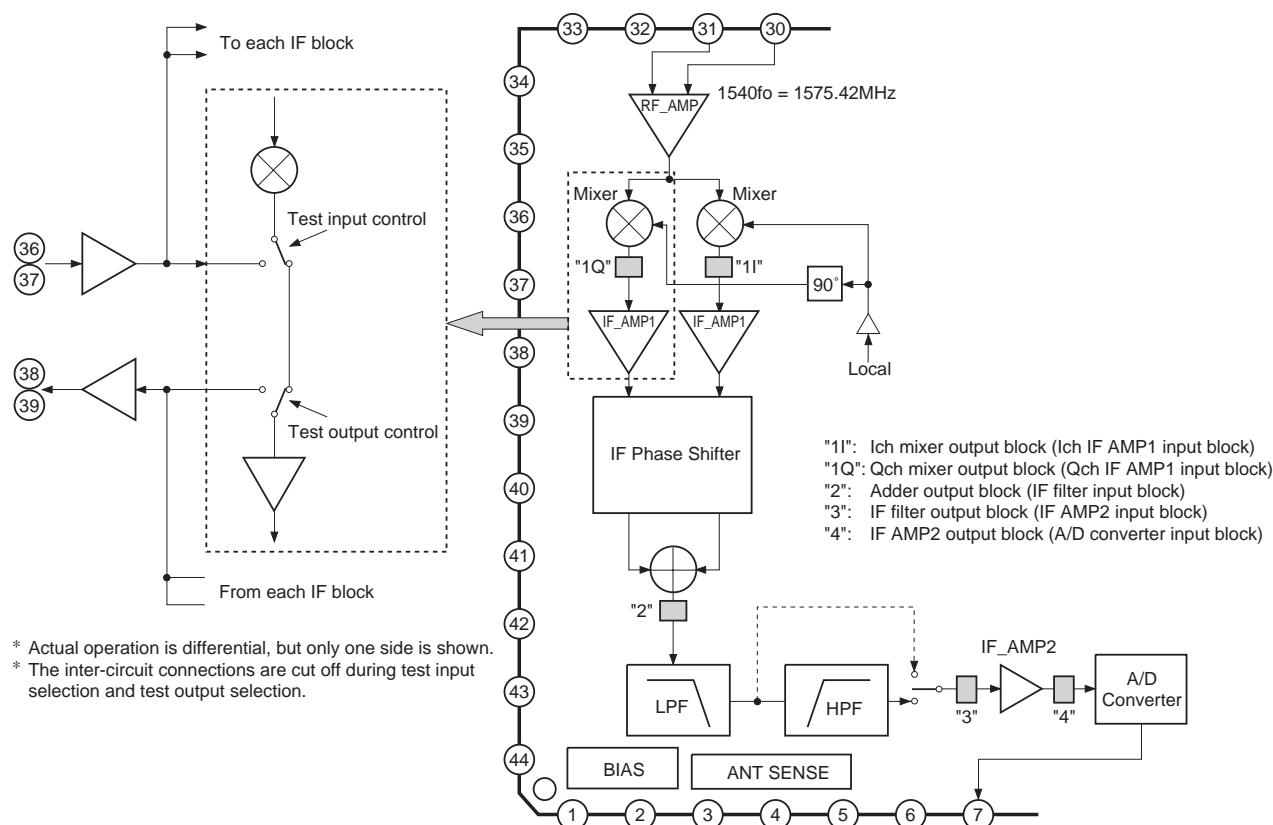 To each IF block
Test input control
36
37
38
39
Test output control
From each IF block
* Actual operation is differential, but only one side is shown.
* The inter-circuit connections are cut off during test input
selection and test output selection.
33
32
31
30
34
35
36
37
38
39
40
41
42
43
44
RF_AMP
1540fo = 1575.42MHz
Mixer
Mixer
"1Q"
"1I"
90°
IF_AMP1
IF_AMP1
Local
IF Phase Shifter
"1I": Ich mixer output block (Ich IF AMP1 input block)
"1Q": Qch mixer output block (Qch IF AMP1 input block)
"2": Adder output block (IF filter input block)
"3": IF filter output block (IF AMP2 input block)
"4": IF AMP2 output block (A/D converter input block)
"2"
LPF
HPF
IF_AMP2
"3"
"4"
A/D
Converter
BIAS
ANT SENSE
1
2
3
4
5
6
7